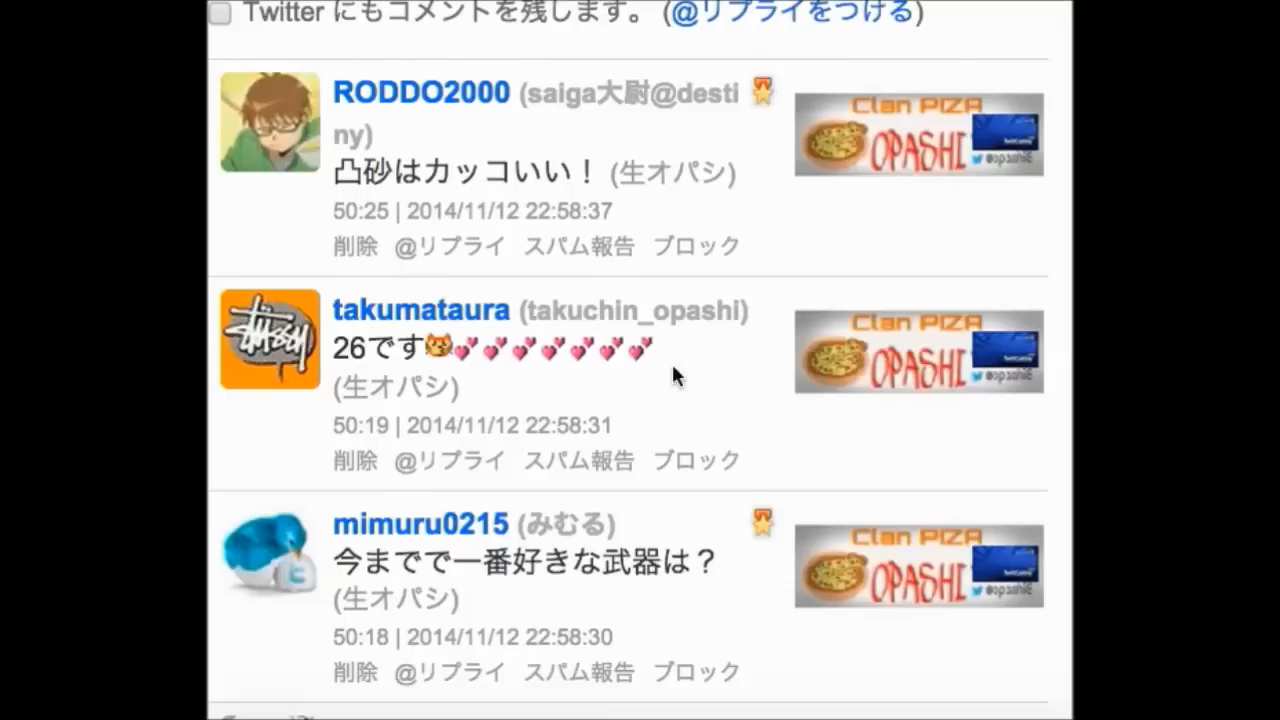 Twitter にもコメントを残します。 (@リプライをつける)
RODDO2000 (saiga大尉@desti
ny)
凸砂はカッコいい！ (生オパシ)
50:25 | 2014/11/12 22:58:37
削除 @リプライ スパム報告 ブロック
Clan PIZA
OPASHI
@opashi8
takumataura (takuchin_opashi)
26です😽💕💕💕💕💕💕💕
(生オパシ)
50:19 | 2014/11/12 22:58:31
削除 @リプライ スパム報告 ブロック
stussy
Clan PIZA
OPASHI
@opashi8
mimuru0215 (みむる)
今までで一番好きな武器は？
(生オパシ)
50:18 | 2014/11/12 22:58:30
削除 @リプライ スパム報告 ブロック
Clan PIZA
OPASHI
@opashi8